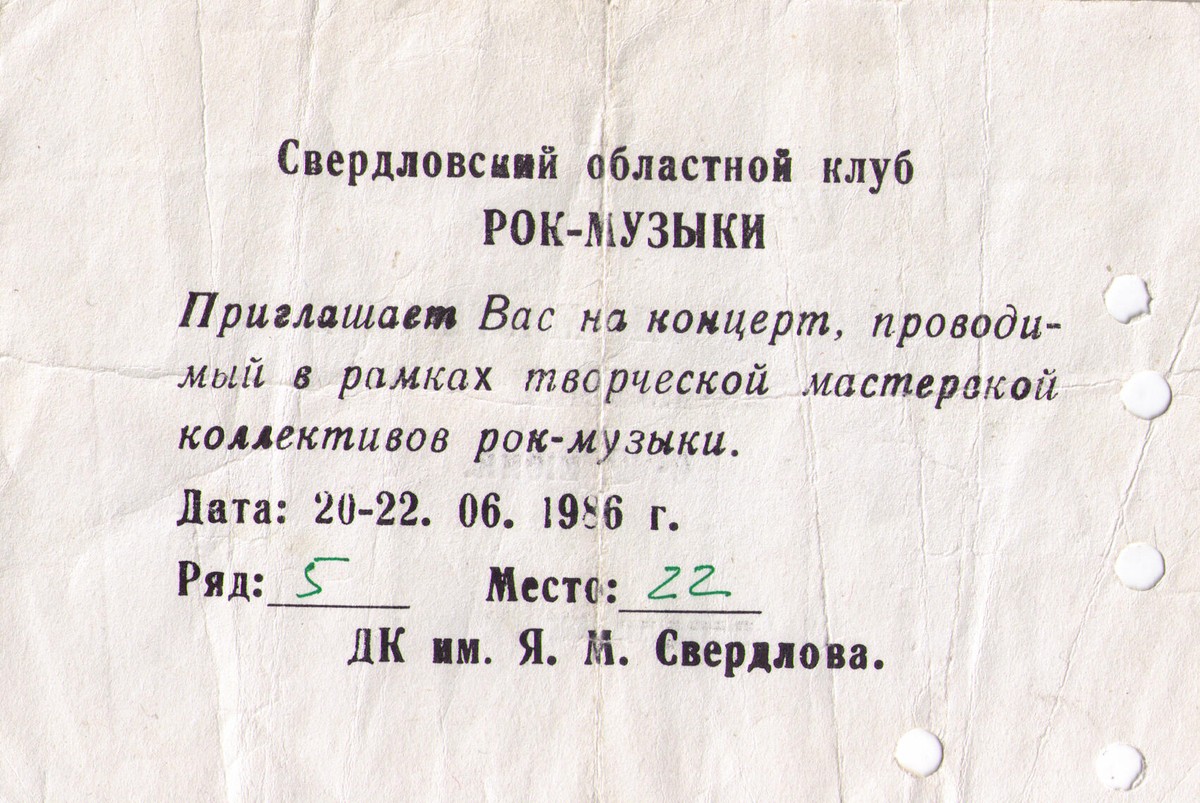 Свердловский областной клуб
РОК-МУЗЫКИ
Приглашает Вас на концерт, проводи-
мый в рамках творческой мастерской
коллективов рок-музыки.
Дата: 20-22. 06. 1986 г.
Ряд: 5 Место: 22
ДК им. Я. М. Свердлова.